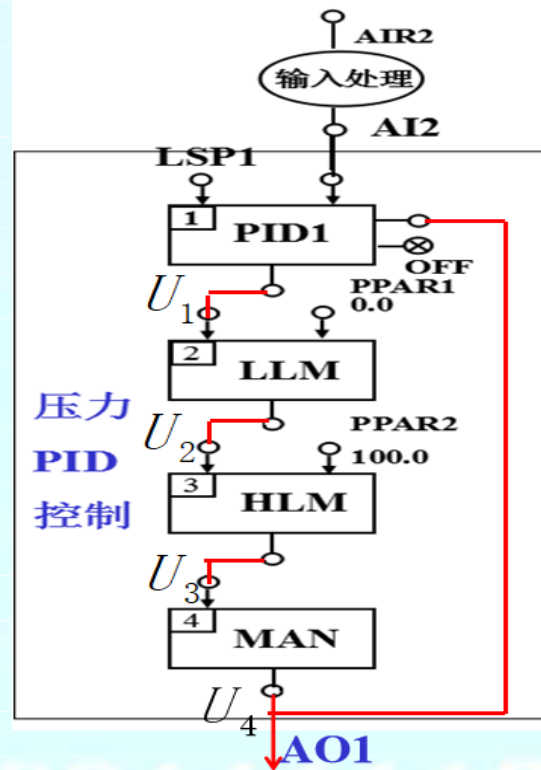 AIR2
输入处理
AI2
LSP1
1
PID1
OFF
U1
PPAR1
0.0
2
LLM
压力
PID
控制
U2
PPAR2
100.0
3
HLM
U3
4
MAN
U4
AO1